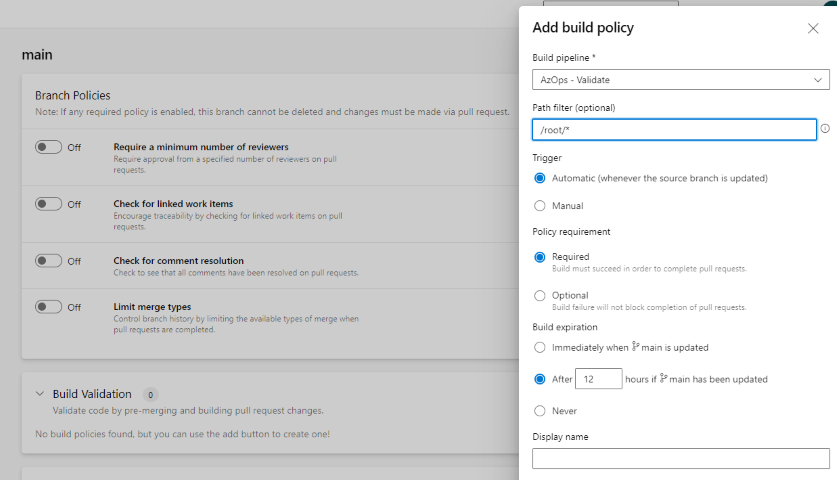 main
Branch Policies
Note: If any required policy is enabled, this branch cannot be deleted and changes must be made via pull request.
Off
Require a minimum number of reviewers
Require approval from a specified number of reviewers on pull
requests.
Off
Check for linked work items
Encourage traceability by checking for linked work items on pull
requests.
Off
Check for comment resolution
Check to see that all comments have been resolved on pull requests.
Off
Limit merge types
Control branch history by limiting the available types of merge when
pull requests are completed.
Build Validation 0
Validate code by pre-merging and building pull request changes.
No build policies found, but you can use the add button to create one!
Add build policy
Build pipeline *
AzOps - Validate
Path filter (optional)
/root/*
Trigger
Automatic (whenever the source branch is updated)
Manual
Policy requirement
Required
Build must succeed in order to complete pull requests.
Optional
Build failure will not block completion of pull requests.
Build expiration
Immediately when main is updated
After 12 hours if main has been updated
Never
Display name